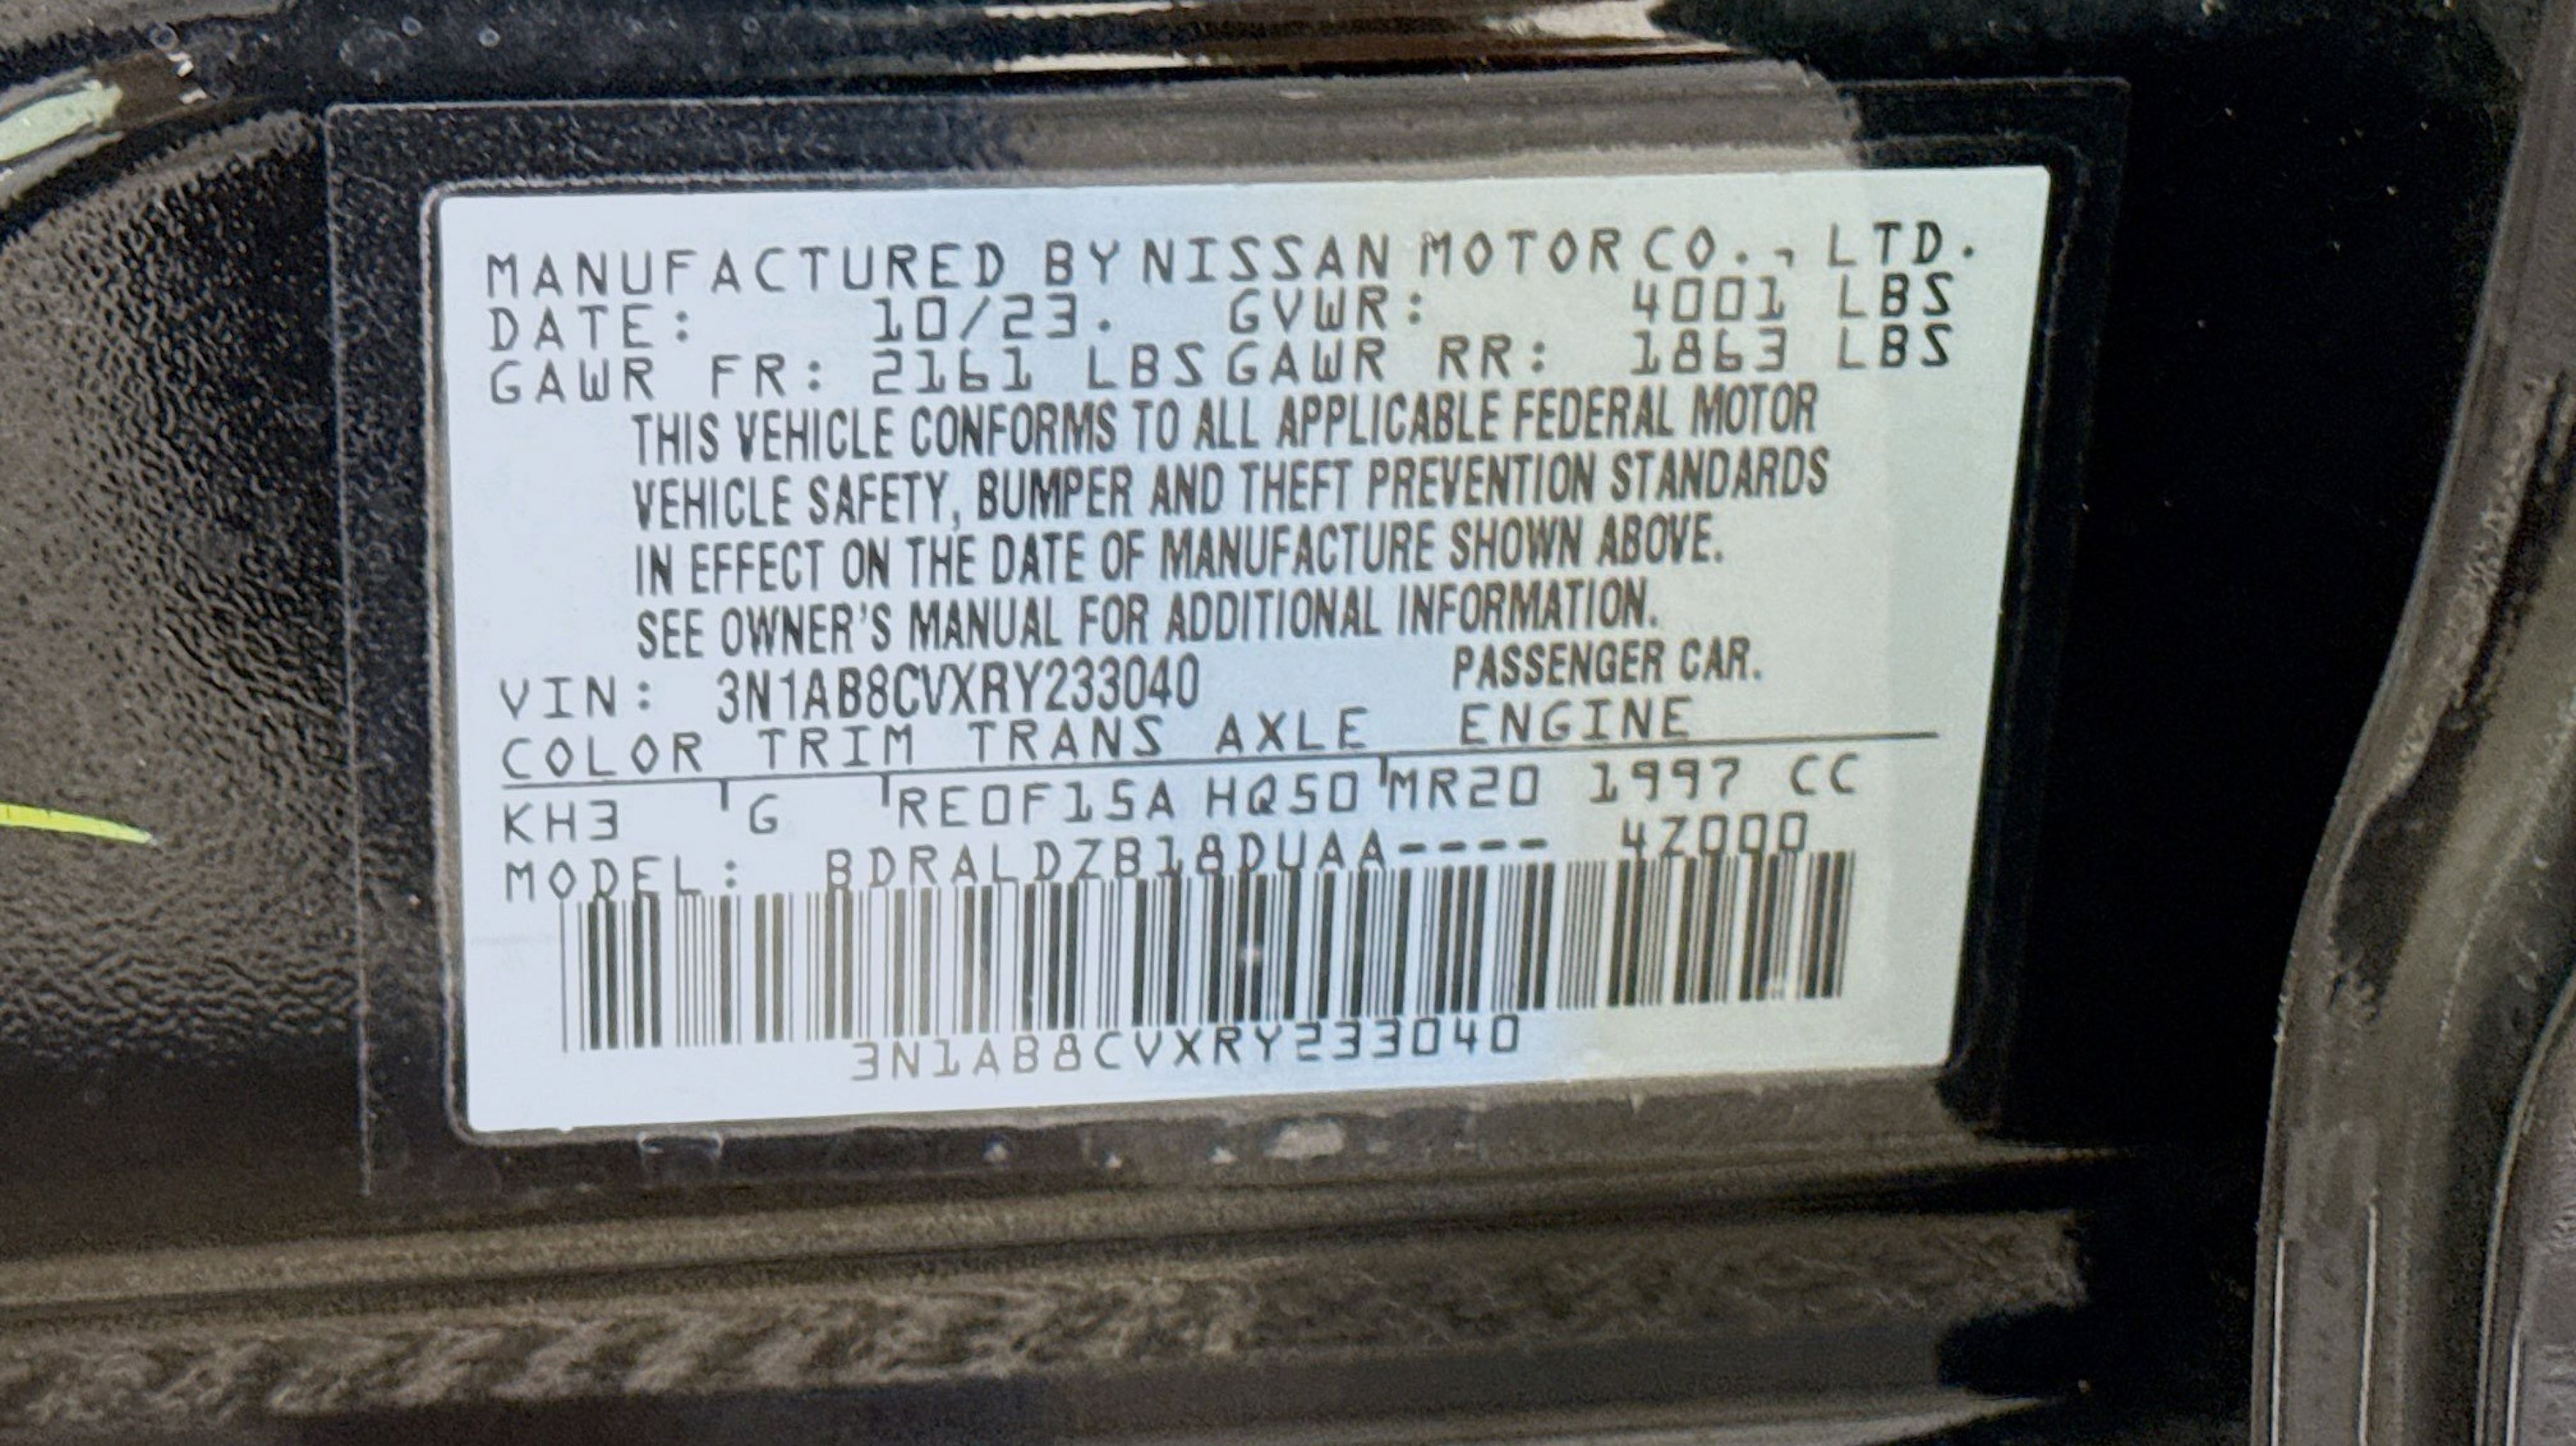 MANUFACTURED BY NISSAN MOTOR CO., LTD.
DATE: 10/23. GVWR: 4001 LBS
GAWR FR: 2161 LBS GAWR RR: 1863 LBS
THIS VEHICLE CONFORMS TO ALL APPLICABLE FEDERAL MOTOR
VEHICLE SAFETY, BUMPER AND THEFT PREVENTION STANDARDS
IN EFFECT ON THE DATE OF MANUFACTURE SHOWN ABOVE.
SEE OWNER'S MANUAL FOR ADDITIONAL INFORMATION.
VIN: 3N1AB8CVXRY233040 PASSENGER CAR.
COLOR TRIM TRANS AXLE ENGINE
KH3 G RE0F15A HQ50 MR20 1997 CC
MODEL: BDRALDZB18DUAA---- 4Z000
3N1AB8CVXRY233040